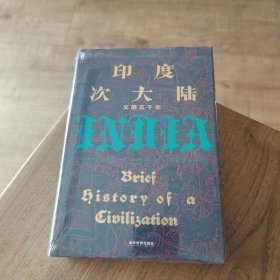 印度
次大陆
文明五千年
INDIA
Brief
History of a
Civilization